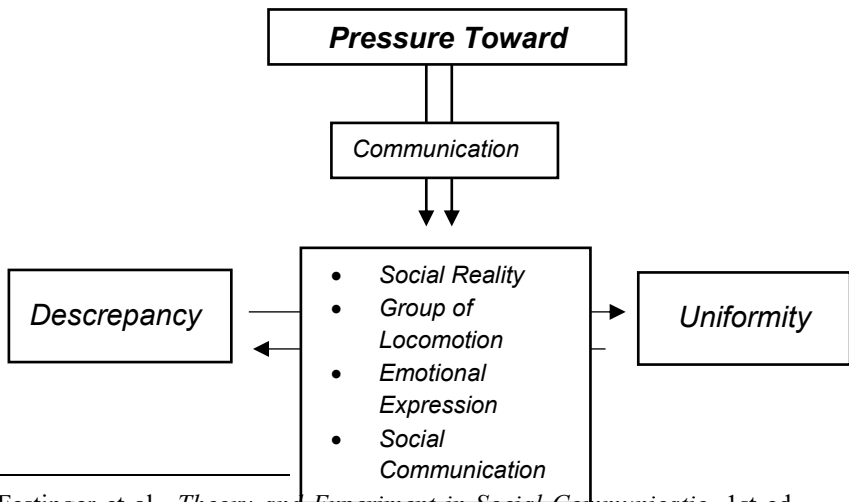 Pressure Toward
Communication
Descrepancy
• Social Reality
• Group of
Locomotion
• Emotional
Expression
• Social
Communication
Uniformity
Festinger et al., Theory and Experiment in Social Communicatio, 1st ed